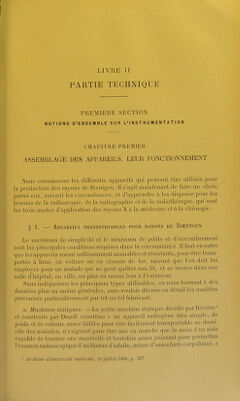 LIVRE II
PARTIE TECHNIQUE
PREMIÈRE SECTION
NOTIONS D'ENSEMBLE SUR L'INSTRUMENTATION
CHAPITRE PREMIER
ASSEMBLAGE DES APPAREILS. LEUR FONCTIONNEMENT
Nous connaissons les différents appareils qui peuvent être utilisés pour
la production des rayons de Rœntgen. Il s'agit maintenant de faire un choix
parmi eux, suivant les circonstances, et d'apprendre à les disposer pour les
besoins de la radioscopie, de la radiographie et de la radiothérapie, qui sont
les trois modes d'application des rayons X à la médecine et à la chirurgie.
§ 1. — APPAREILS TRANSPORTABLES POUR RAYONS DE RŒNTGEN
Le maximum de simplicité et le minimum de poids et d'encombrement
sont les principales conditions requises dans la circonstance. Il faut en outre
que les appareils soient suffisamment maniables et résistants, pour être trans-
portés à bras, en voiture ou en chemin de fer, suivant que l'on doit les
employer pour un malade qui ne peut quitter son lit, et se trouve dans une
salle d'hôpital, en ville, ou plus ou moins loin à l'extérieur.
Nous indiquerons les principaux types utilisables, en nous bornant à des
données plus ou moins générales, sans vouloir décrire en détail les modèles
préconisés particulièrement par tel ou tel fabricant.
Machines statiques. — La petite machine statique décrite par Roviere¹
et construite par Drault constitue « un appareil radiogène très simple, de
poids et de volume assez faibles pour être facilement transportable au domi-
cile des malades, n'exigeant pour être mis en marche que la main d'un aide
capable de tourner une manivelle et toutefois assez puissant pour permettre
l'examen radioscopique d'ailleurs d'adulte, même d'assez forte corpulence. »
¹ Archives d'électricité médicale, 10 juillet 1904, p. 507.